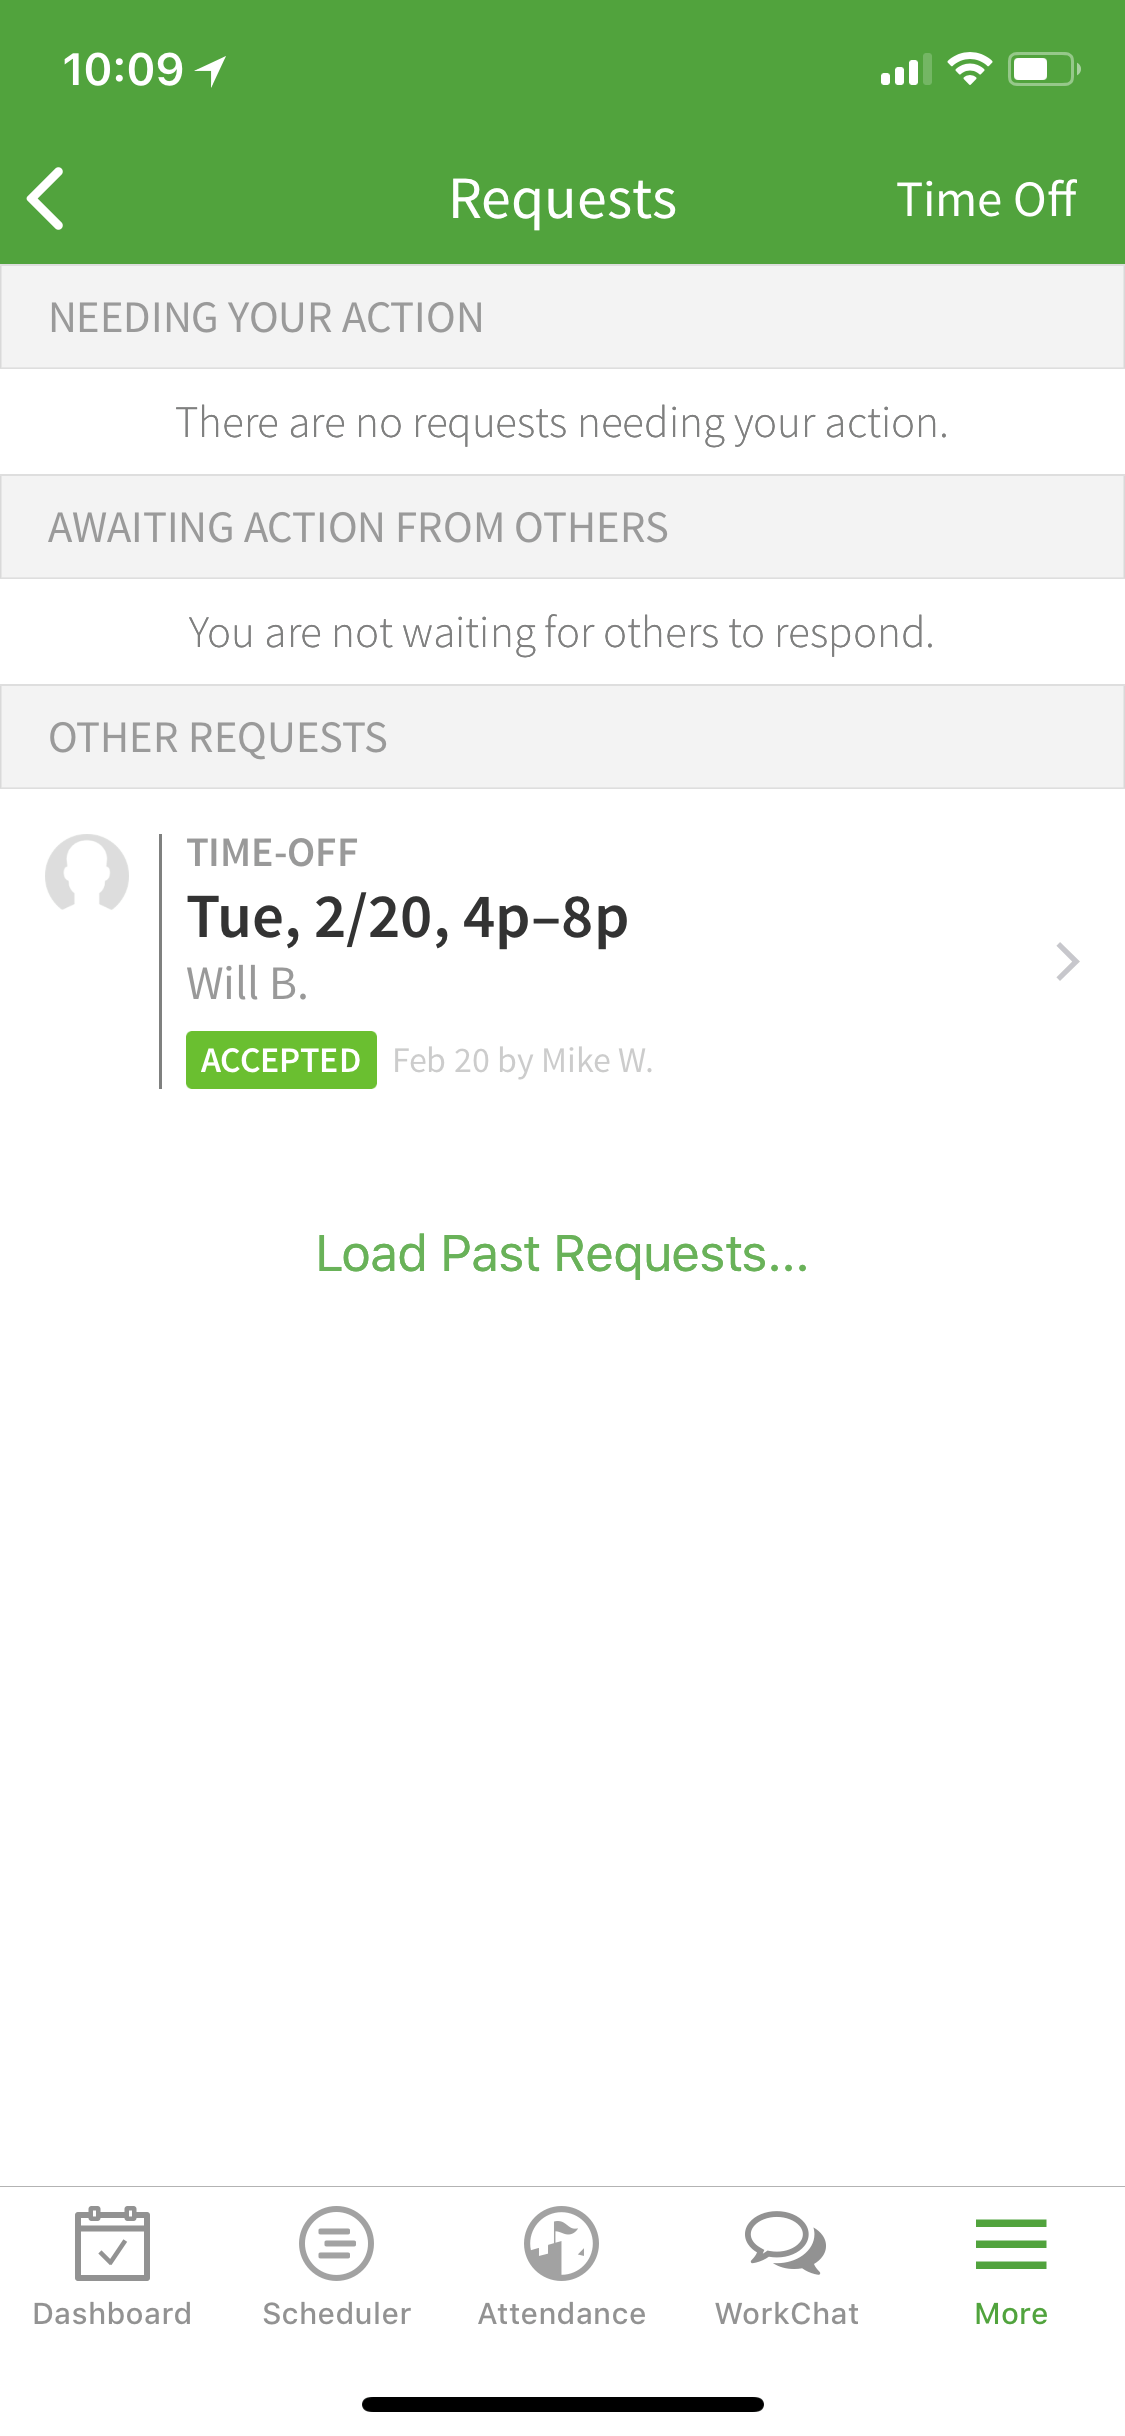 10:09
Requests
Time Off
NEEDING YOUR ACTION
There are no requests needing your action.
AWAITING ACTION FROM OTHERS
You are not waiting for others to respond.
OTHER REQUESTS
TIME-OFF
Tue, 2/20, 4p–8p
Will B.
ACCEPTED Feb 20 by Mike W.
Load Past Requests...
Dashboard Scheduler Attendance WorkChat More